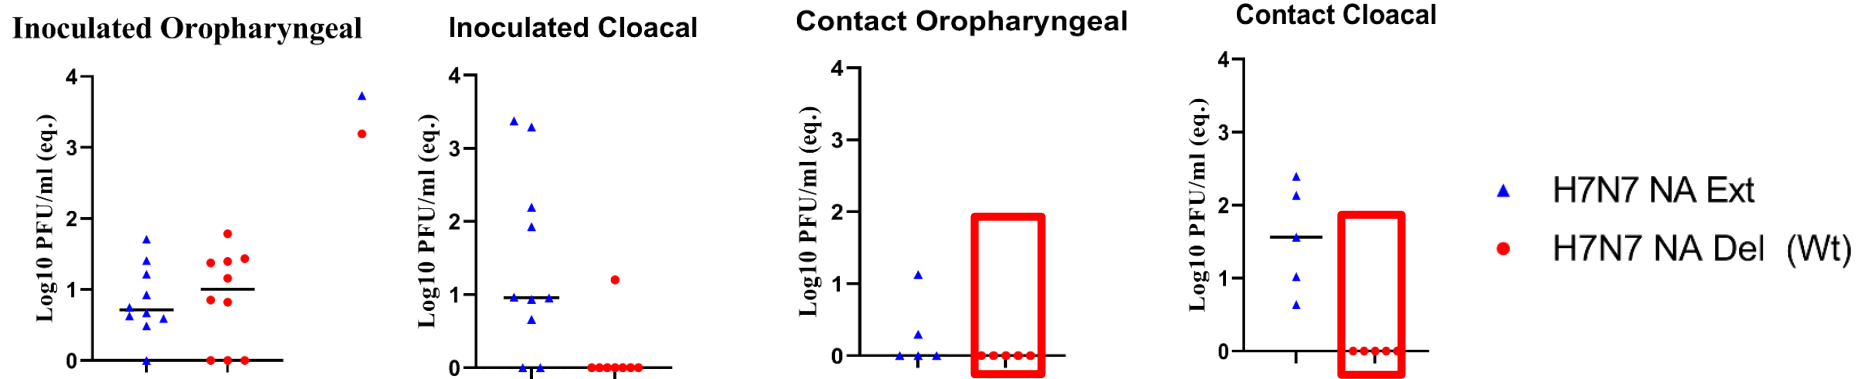 Inoculated Oropharyngeal
4
3
2
1
0
Log10 PFU/ml (eq.)
Inoculated Cloacal
4
3
2
1
0
Log10 PFU/ml (eq.)
Contact Oropharyngeal
4
3
2
1
0
Log10 PFU/ml (eq.)
Contact Cloacal
4
3
2
1
0
Log10 PFU/ml (eq.)
H7N7 NA Ext
H7N7 NA Del (Wt)